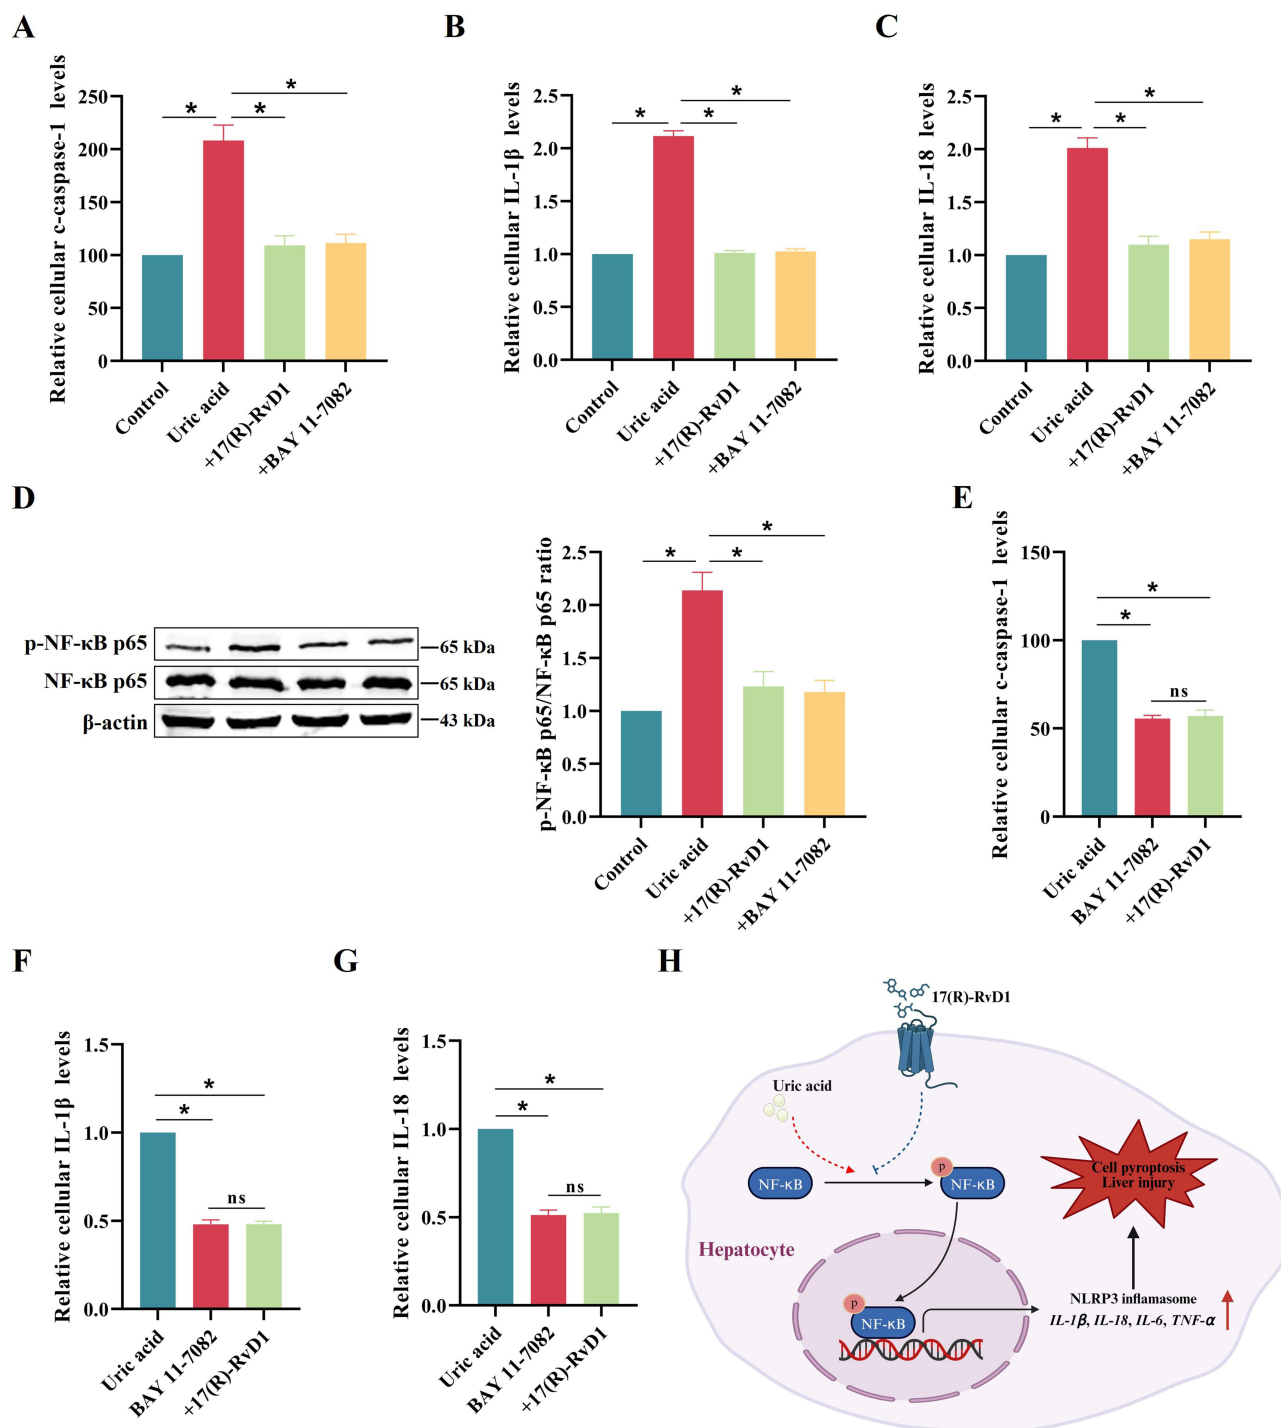 A
Relative cellular c-caspase-1 levels
250
200
150
100
50
0
* * *
Control
Uric acid
+17(R)-RvD1
+BAY 11-7082
B
Relative cellular IL-1β levels
2.5
2.0
1.5
1.0
0.5
0.0
* * *
Control
Uric acid
+17(R)-RvD1
+BAY 11-7082
C
Relative cellular IL-18 levels
2.5
2.0
1.5
1.0
0.5
0.0
* * *
Control
Uric acid
+17(R)-RvD1
+BAY 11-7082
D
p-NF-κB p65
65 kDa
NF-κB p65
65 kDa
β-actin
43 kDa
p-NF-κB p65/NF-κB p65 ratio
2.5
2.0
1.5
1.0
0.5
0.0
* * *
Control
Uric acid
+17(R)-RvD1
+BAY 11-7082
E
Relative cellular c-caspase-1 levels
150
100
50
0
*
*
ns
Uric acid
BAY 11-7082
+17(R)-RvD1
F
Relative cellular IL-1β levels
1.5
1.0
0.5
0.0
*
*
ns
Uric acid
BAY 11-7082
+17(R)-RvD1
G
Relative cellular IL-18 levels
1.5
1.0
0.5
0.0
*
*
ns
Uric acid
BAY 11-7082
+17(R)-RvD1
H
17(R)-RvD1
Uric acid
NF-κB
p
NF-κB
Cell pyroptosis
Liver injury
Hepatocyte
p
NF-κB
NLRP3 inflamasome
IL-1β, IL-18, IL-6, TNF-α